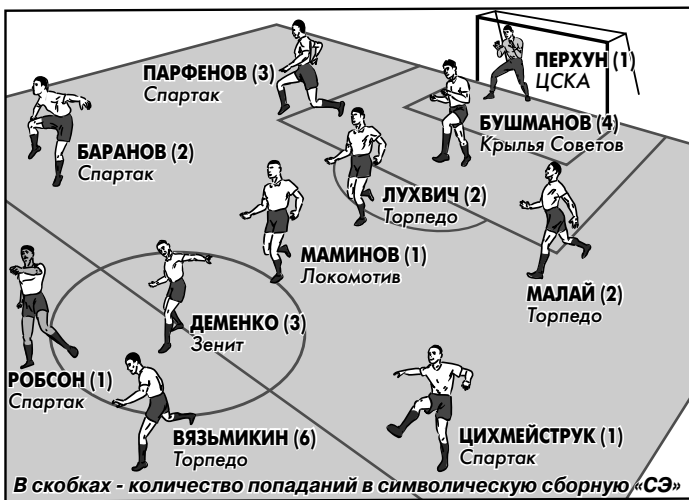 ПЕРХУН (1)
ЦСКА
ПАРФЕНОВ (3)
Спартак
БУШМАНОВ (4)
Крылья Советов
БАРАНОВ (2)
Спартак
ЛУХВИЧ (2)
Торпедо
МАМИНОВ (1)
Локомотив
МАЛАЙ (2)
Торпедо
ДЕМЕНКО (3)
Зенит
РОБСОН (1)
Спартак
ВЯЗЬМИКИН (6)
Торпедо
ЦИХМЕЙСТРУК (1)
Спартак
В скобках - количество попаданий в символическую сборную «СЭ»